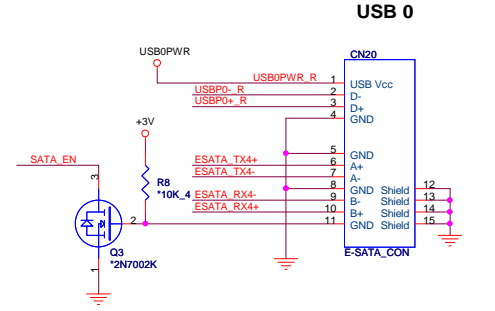 USB 0
USB0PWR
CN20
USB0PWR_R 1 USB Vcc
USBP0-_R 2 D-
USBP0+_R 3 D+
4 GND
+3V
5 GND
SATA_EN ESATA_TX4+ 6 A+
ESATA_TX4- 7 A-
3 R8 8 GND Shield 12
*10K_4 ESATA_RX4- 9 B- Shield 13
ESATA_RX4+ 10 B+ Shield 14
2 11 GND Shield 15
Q3 E-SATA_CON
*2N7002K
1